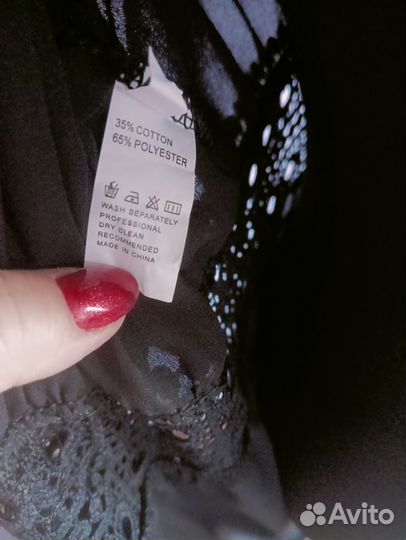 35% COTTON
65% POLYESTER
WASH SEPARATELY
PROFESSIONAL
DRY CLEAN
RECOMMENDED
MADE IN CHINA
Avito